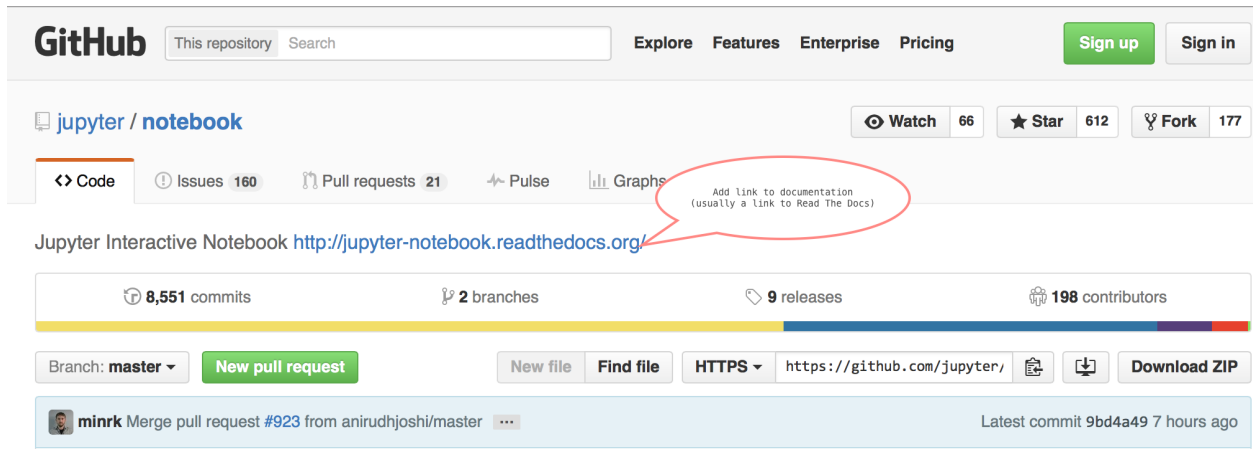 GitHub This repository Search Explore Features Enterprise Pricing Sign up Sign in
jupyter / notebook Watch 66 Star 612 Fork 177
Code Issues 160 Pull requests 21 Pulse Graphs
Add link to documentation
(usually a link to Read The Docs)
Jupyter Interactive Notebook http://jupyter-notebook.readthedocs.org/
8,551 commits 2 branches 9 releases 198 contributors
Branch: master New pull request New file Find file HTTPS https://github.com/jupyter/ Download ZIP
minrk Merge pull request #923 from anirudhjoshi/master ... Latest commit 9bd4a49 7 hours ago